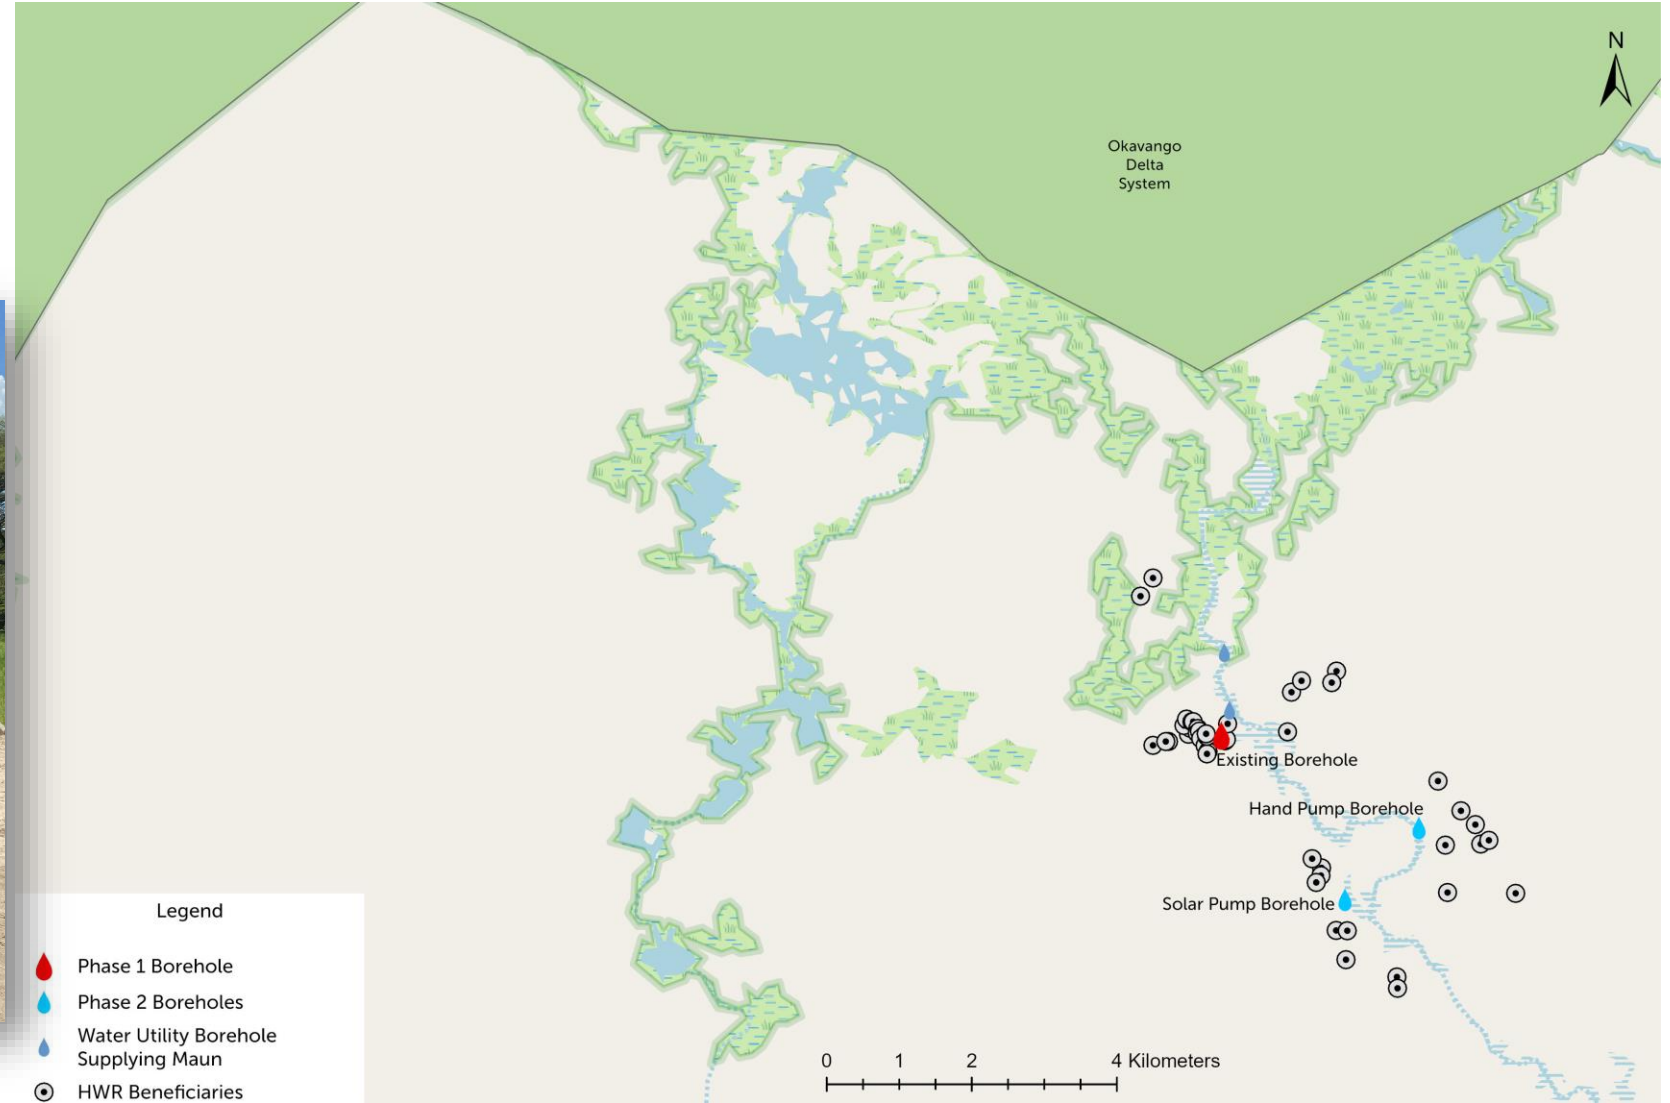 N
Okavango
Delta
System
Existing Borehole
Hand Pump Borehole
Solar Pump Borehole
Legend
Phase 1 Borehole
Phase 2 Boreholes
Water Utility Borehole
Supplying Maun
HWR Beneficiaries
0 1 2 4 Kilometers